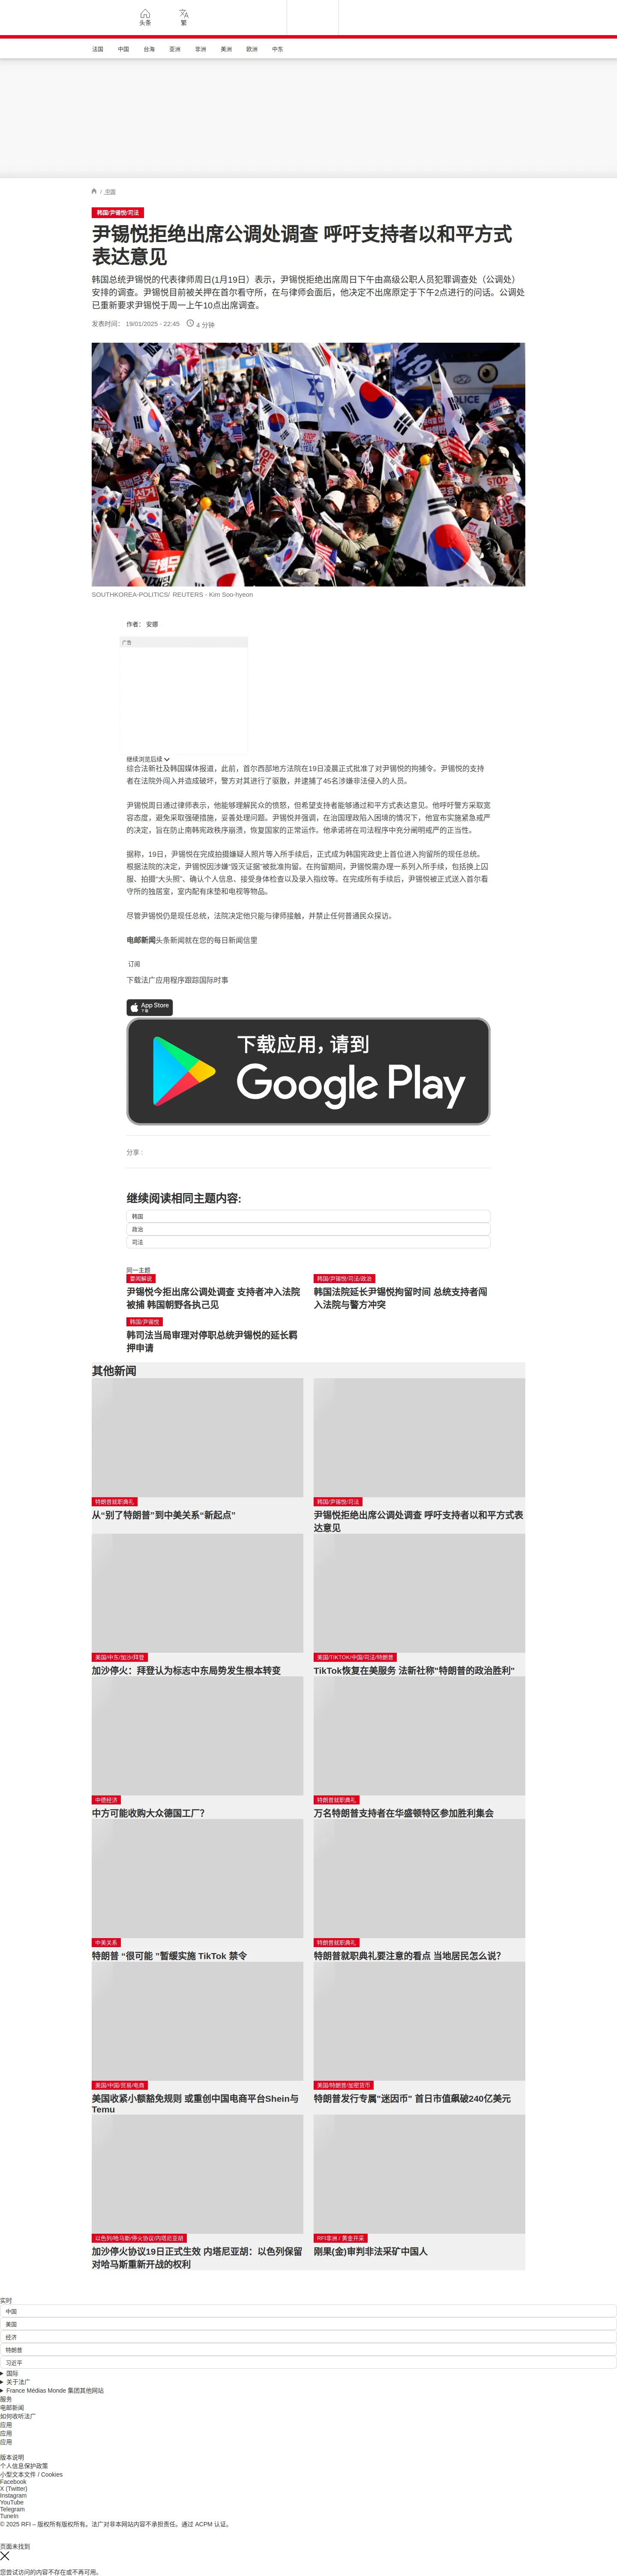 头条
繁
法国
中国
台海
亚洲
非洲
美洲
欧洲
中东
/ 中国
韩国/尹锡悦/司法
尹锡悦拒绝出席公调处调查 呼吁支持者以和平方式
表达意见
韩国总统尹锡悦的代表律师周日(1月19日）表示，尹锡悦拒绝出席周日下午由高级公职人员犯罪调查处（公调处）
安排的调查。尹锡悦目前被关押在首尔看守所，在与律师会面后，他决定不出席原定于下午2点进行的问话。公调处
已重新要求尹锡悦于周一上午10点出席调查。
发表时间： 19/01/2025 - 22:45
4 分钟
STOP THE STEAL
SOUTHKOREA-POLITICS/ REUTERS - Kim Soo-hyeon
作者： 安娜
广告
继续浏览后续
综合法新社及韩国媒体报道，此前，首尔西部地方法院在19日凌晨正式批准了对尹锡悦的拘捕令。尹锡悦的支持
者在法院外闯入并造成破坏，警方对其进行了驱散，并逮捕了45名涉嫌非法侵入的人员。
尹锡悦周日通过律师表示，他能够理解民众的愤怒，但希望支持者能够通过和平方式表达意见。他呼吁警方采取宽
容态度，避免采取强硬措施，妥善处理问题。尹锡悦并强调，在治国理政陷入困境的情况下，他宣布实施紧急戒严
的决定，旨在防止南韩宪政秩序崩溃，恢复国家的正常运作。他承诺将在司法程序中充分阐明戒严的正当性。
据称，19日，尹锡悦在完成拍摄嫌疑人照片等入所手续后，正式成为韩国宪政史上首位进入拘留所的现任总统。
根据法院的决定，尹锡悦因涉嫌“毁灭证据”被批准拘留。在拘留期间，尹锡悦需办理一系列入所手续，包括换上囚
服、拍摄“大头照”、确认个人信息、接受身体检查以及录入指纹等。在完成所有手续后，尹锡悦被正式送入首尔看
守所的独居室，室内配有床垫和电视等物品。
尽管尹锡悦仍是现任总统，法院决定他只能与律师接触，并禁止任何普通民众探访。
电邮新闻头条新闻就在您的每日新闻信里
订阅
下载法广应用程序跟踪国际时事
App Store
下载
下载应用，请到
Google Play
分享 :
继续阅读相同主题内容:
韩国
政治
司法
同一主题
要闻解说
尹锡悦今拒出席公调处调查 支持者冲入法院
被捕 韩国朝野各执己见
韩国/尹锡悦/司法/政治
韩国法院延长尹锡悦拘留时间 总统支持者闯
入法院与警方冲突
韩国/尹锡悦
韩司法当局审理对停职总统尹锡悦的延长羁
押申请
其他新闻
特朗普就职典礼
从“别了特朗普”到中美关系“新起点”
韩国/尹锡悦/司法
尹锡悦拒绝出席公调处调查 呼吁支持者以和平方式表
达意见
美国/中东/加沙/拜登
加沙停火：拜登认为标志中东局势发生根本转变
美国/TIKTOK/中国/司法/特朗普
TikTok恢复在美服务 法新社称"特朗普的政治胜利"
中德经济
中方可能收购大众德国工厂？
特朗普就职典礼
万名特朗普支持者在华盛顿特区参加胜利集会
中美关系
特朗普 “很可能 ”暂缓实施 TikTok 禁令
特朗普就职典礼
特朗普就职典礼要注意的看点 当地居民怎么说？
美国/中国/贸易/电商
美国收紧小额豁免规则 或重创中国电商平台Shein与
Temu
美国/特朗普/加密货币
特朗普发行专属"迷因币" 首日市值飙破240亿美元
以色列/哈马斯/停火协议/内塔尼亚胡
加沙停火协议19日正式生效 内塔尼亚胡：以色列保留
对哈马斯重新开战的权利
RFI非洲 / 黄金开采
刚果(金)审判非法采矿中国人
实时
中国
美国
经济
特朗普
习近平
国际
关于法广
France Médias Monde 集团其他网站
服务
电邮新闻
如何收听法广
应用
应用
应用
版本说明
个人信息保护政策
小型文本文件 / Cookies
Facebook
X (Twitter)
Instagram
YouTube
Telegram
TuneIn
© 2025 RFI – 版权所有版权所有。法广对非本网站内容不承担责任。通过 ACPM 认证。
页面未找到
您尝试访问的内容不存在或不再可用。